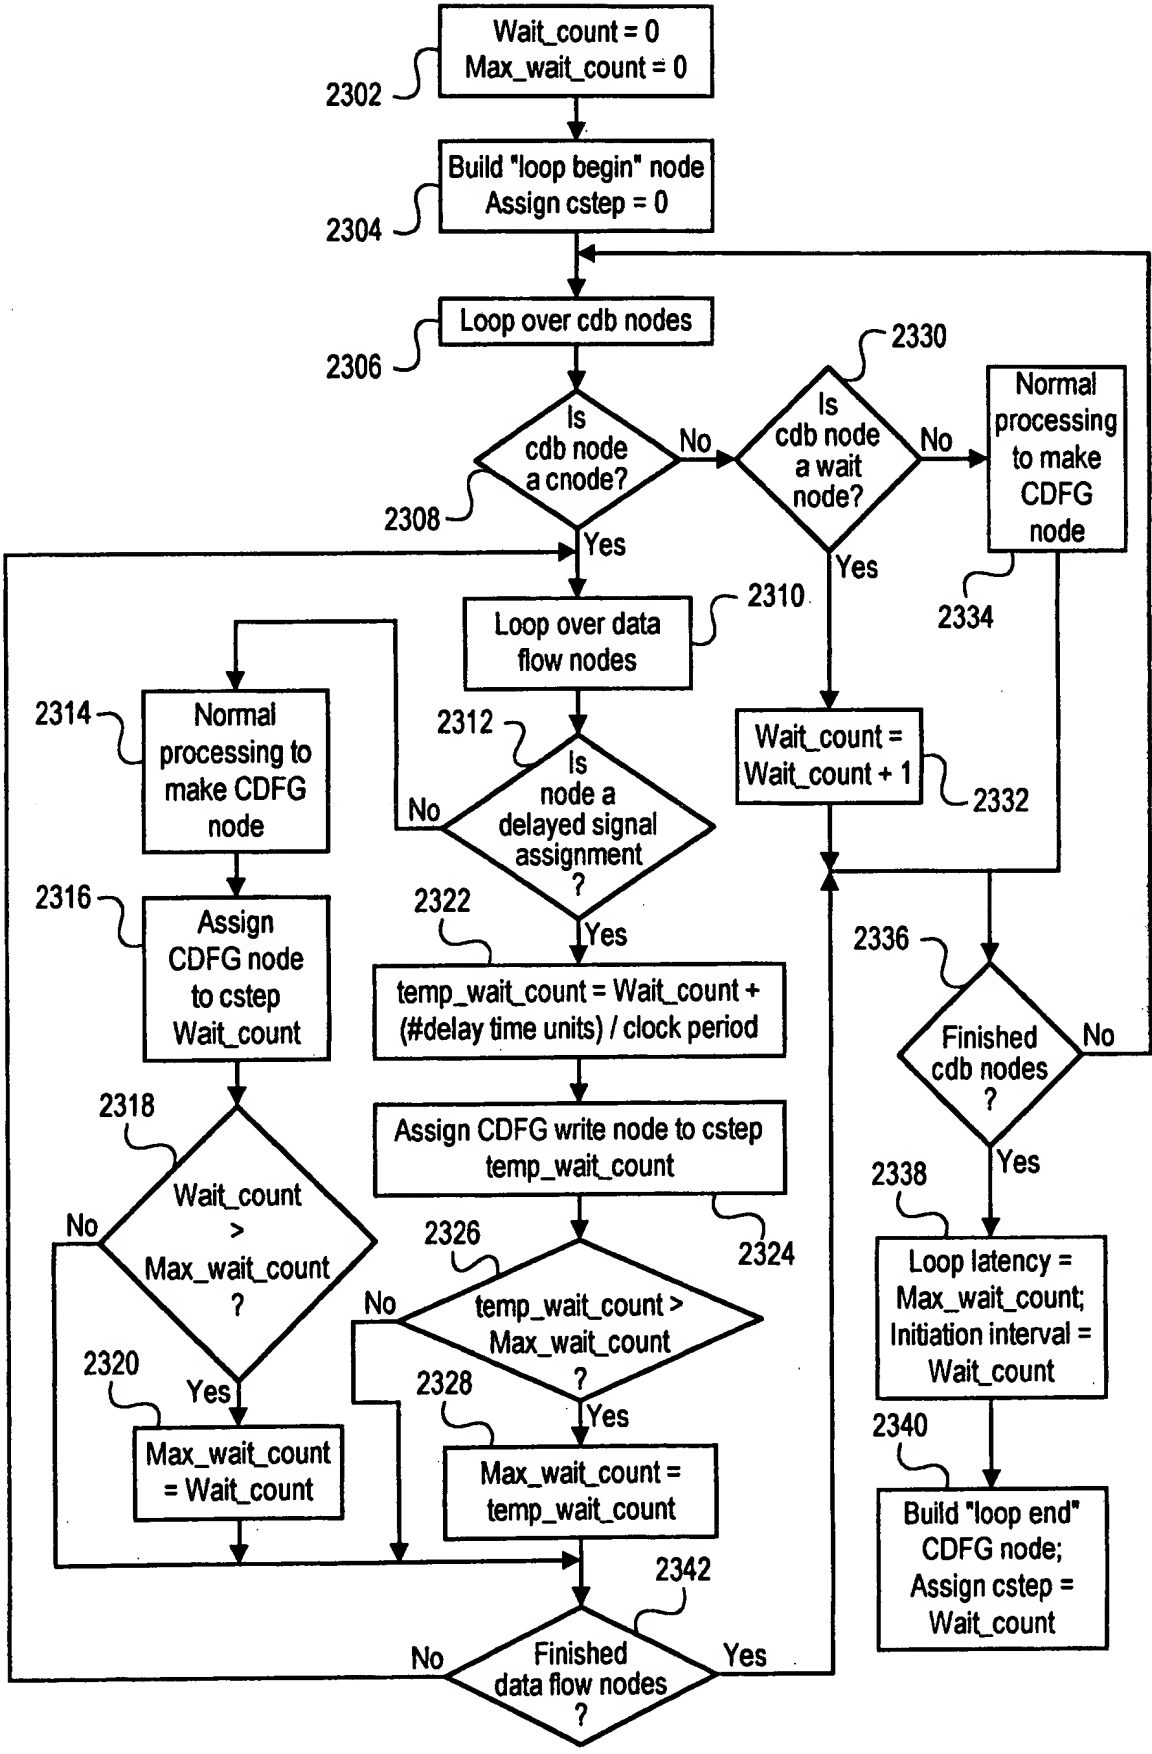 Wait_count = 0
Max_wait_count = 0
2302
Build "loop begin" node
Assign cstep = 0
2304
Loop over cdb nodes
2306
Is
cdb node
a cnode?
2308
No
Yes
2330
Is
cdb node
a wait
node?
No
Yes
Normal
processing
to make
CDFG
node
2334
2310
Loop over data
flow nodes
2312
Is
node a
delayed signal
assignment
?
No
Yes
2314
Normal
processing to
make CDFG
node
2316
Assign
CDFG node
to cstep
Wait_count
Wait_count =
Wait_count + 1
2332
2322
temp_wait_count = Wait_count +
(#delay time units) / clock period
Assign CDFG write node to cstep
temp_wait_count
2324
2318
Wait_count
>
Max_wait_count
?
No
Yes
2320
Max_wait_count
= Wait_count
2326
temp_wait_count >
Max_wait_count
?
No
Yes
2328
Max_wait_count =
temp_wait_count
2336
Finished
cdb nodes
?
No
Yes
2338
Loop latency =
Max_wait_count;
Initiation interval =
Wait_count
2340
Build "loop end"
CDFG node;
Assign cstep =
Wait_count
2342
Finished
data flow nodes
?
No
Yes